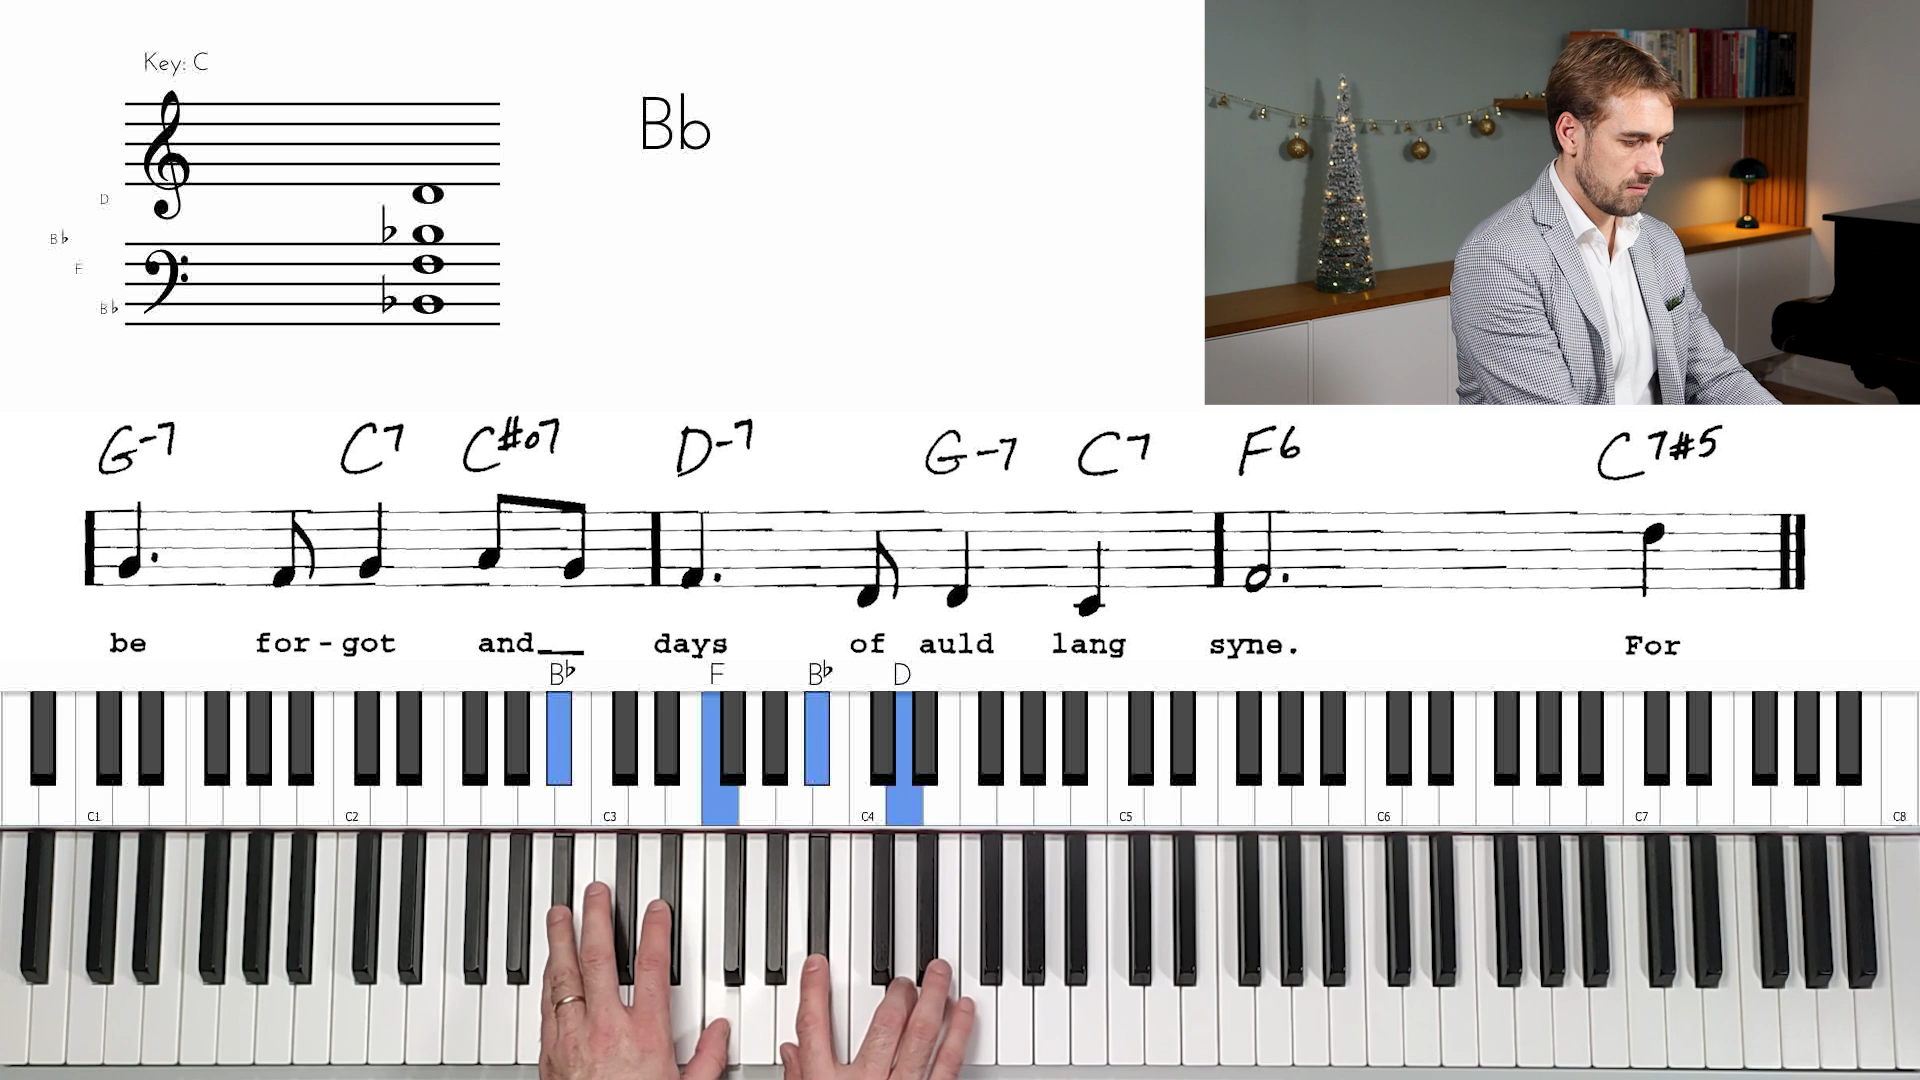 Key: C
Bb
D
B♭
F
B♭
G-7 C7 C#o7 D-7 G-7 C7 F6 C7#5
be for-got and__ days of auld lang syne. For
B♭ F B♭ D
C1 C2 C3 C4 C5 C6 C7 C8